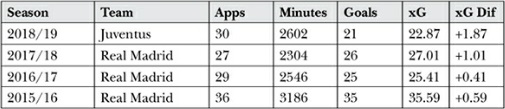 Season Team Apps Minutes Goals xG xG Dif
2018/19 Juventus 30 2602 21 22.87 +1.87
2017/18 Real Madrid 27 2304 26 27.01 +1.01
2016/17 Real Madrid 29 2546 25 25.41 +0.41
2015/16 Real Madrid 36 3186 35 35.59 +0.59